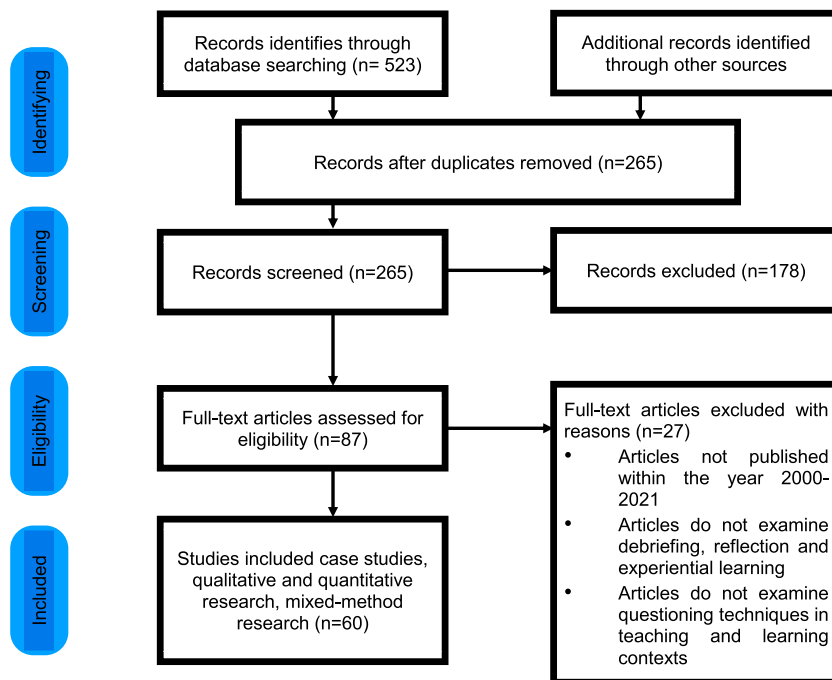 Identifying
Records identifies through
database searching (n= 523)
Additional records identified
through other sources
Records after duplicates removed (n=265)
Screening
Records screened (n=265)
Records excluded (n=178)
Eligibility
Full-text articles assessed for
eligibility (n=87)
Full-text articles excluded with
reasons (n=27)
• Articles not published
within the year 2000-
2021
• Articles do not examine
debriefing, reflection and
experiential learning
• Articles do not examine
questioning techniques in
teaching and learning
contexts
Included
Studies included case studies,
qualitative and quantitative
research, mixed-method
research (n=60)